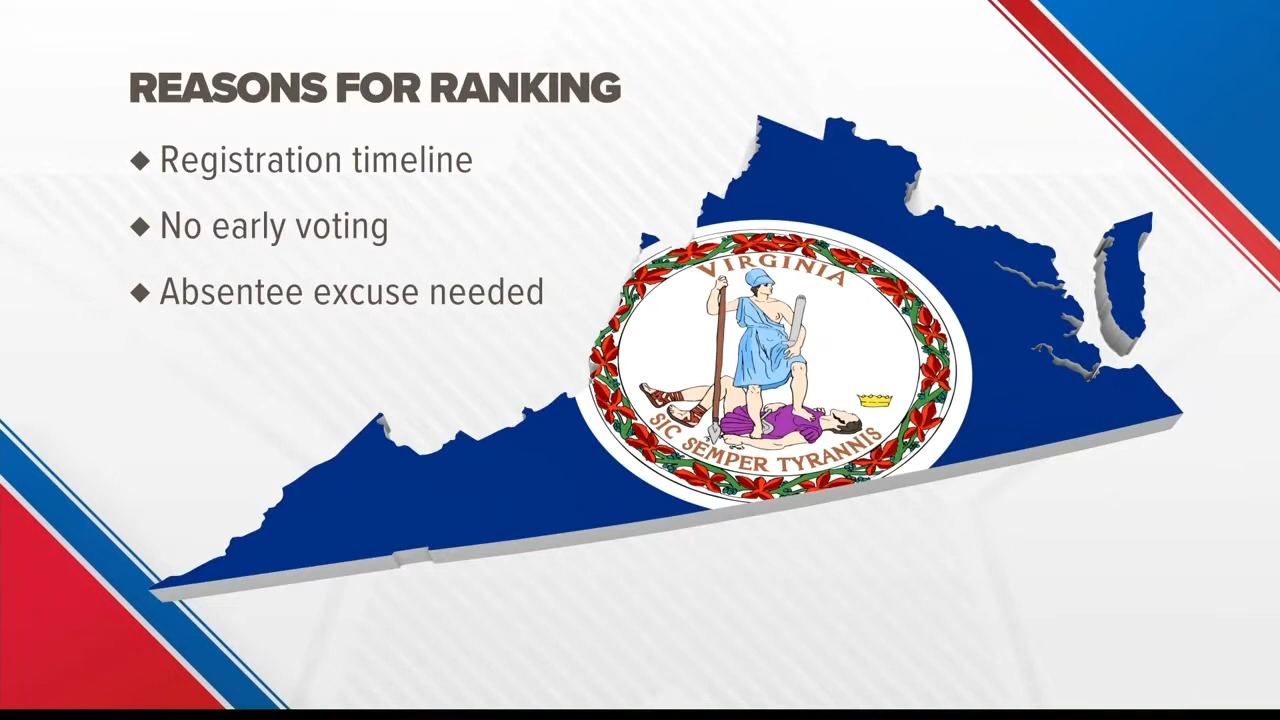 REASONS FOR RANKING
◆ Registration timeline
◆ No early voting
◆ Absentee excuse needed
VIRGINIA
SIC SEMPER TYRANNIS